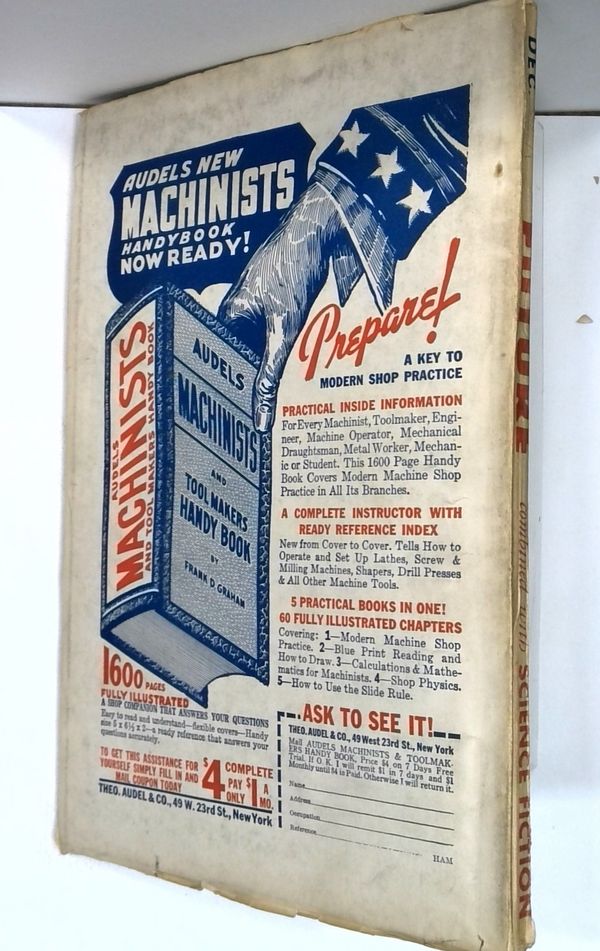 AUDELS NEW
MACHINISTS
HANDYBOOK
NOW READY!
AUDELS
MACHINISTS
AND TOOL MAKERS HANDY BOOK
AUDELS
MACHINISTS
AND
TOOL MAKERS
HANDY BOOK
BY
FRANK D. GRAHAM
1600 PAGES
FULLY ILLUSTRATED
A SHOP COMPANION THAT ANSWERS YOUR QUESTIONS
Easy to read and understand—flexible covers—Handy
size 5 x 6½ x 2—a ready reference that answers your
questions accurately.
TO GET THIS ASSISTANCE FOR
YOURSELF SIMPLY FILL IN AND
MAIL COUPON TODAY
$4 COMPLETE
PAY $1 A
ONLY MO.
THEO. AUDEL & CO., 49 W. 23rd St., New York
Prepare!
A KEY TO
MODERN SHOP PRACTICE
PRACTICAL INSIDE INFORMATION
For Every Machinist, Toolmaker, Engi-
neer, Machine Operator, Mechanical
Draughtsman, Metal Worker, Mechan-
ic or Student. This 1600 Page Handy
Book Covers Modern Machine Shop
Practice in All Its Branches.
A COMPLETE INSTRUCTOR WITH
READY REFERENCE INDEX
New from Cover to Cover. Tells How to
Operate and Set Up Lathes, Screw &
Milling Machines, Shapers, Drill Presses
& All Other Machine Tools.
5 PRACTICAL BOOKS IN ONE!
60 FULLY ILLUSTRATED CHAPTERS
Covering: 1—Modern Machine Shop
Practice. 2—Blue Print Reading and
How to Draw. 3—Calculations & Mathe-
matics for Machinists. 4—Shop Physics.
5—How to Use the Slide Rule.
ASK TO SEE IT!
THEO. AUDEL & CO., 49 West 23rd St., New York
Mail AUDELS MACHINISTS & TOOLMAK-
ERS HANDY BOOK, Price $4 on 7 Days Free
Trial. If O. K. I will remit $1 in 7 days and $1
Monthly until $4 is Paid. Otherwise I will return it.
Name
Address
Occupation
Reference
HAM
DEC.
FUTURE
combined with
SCIENCE FICTION